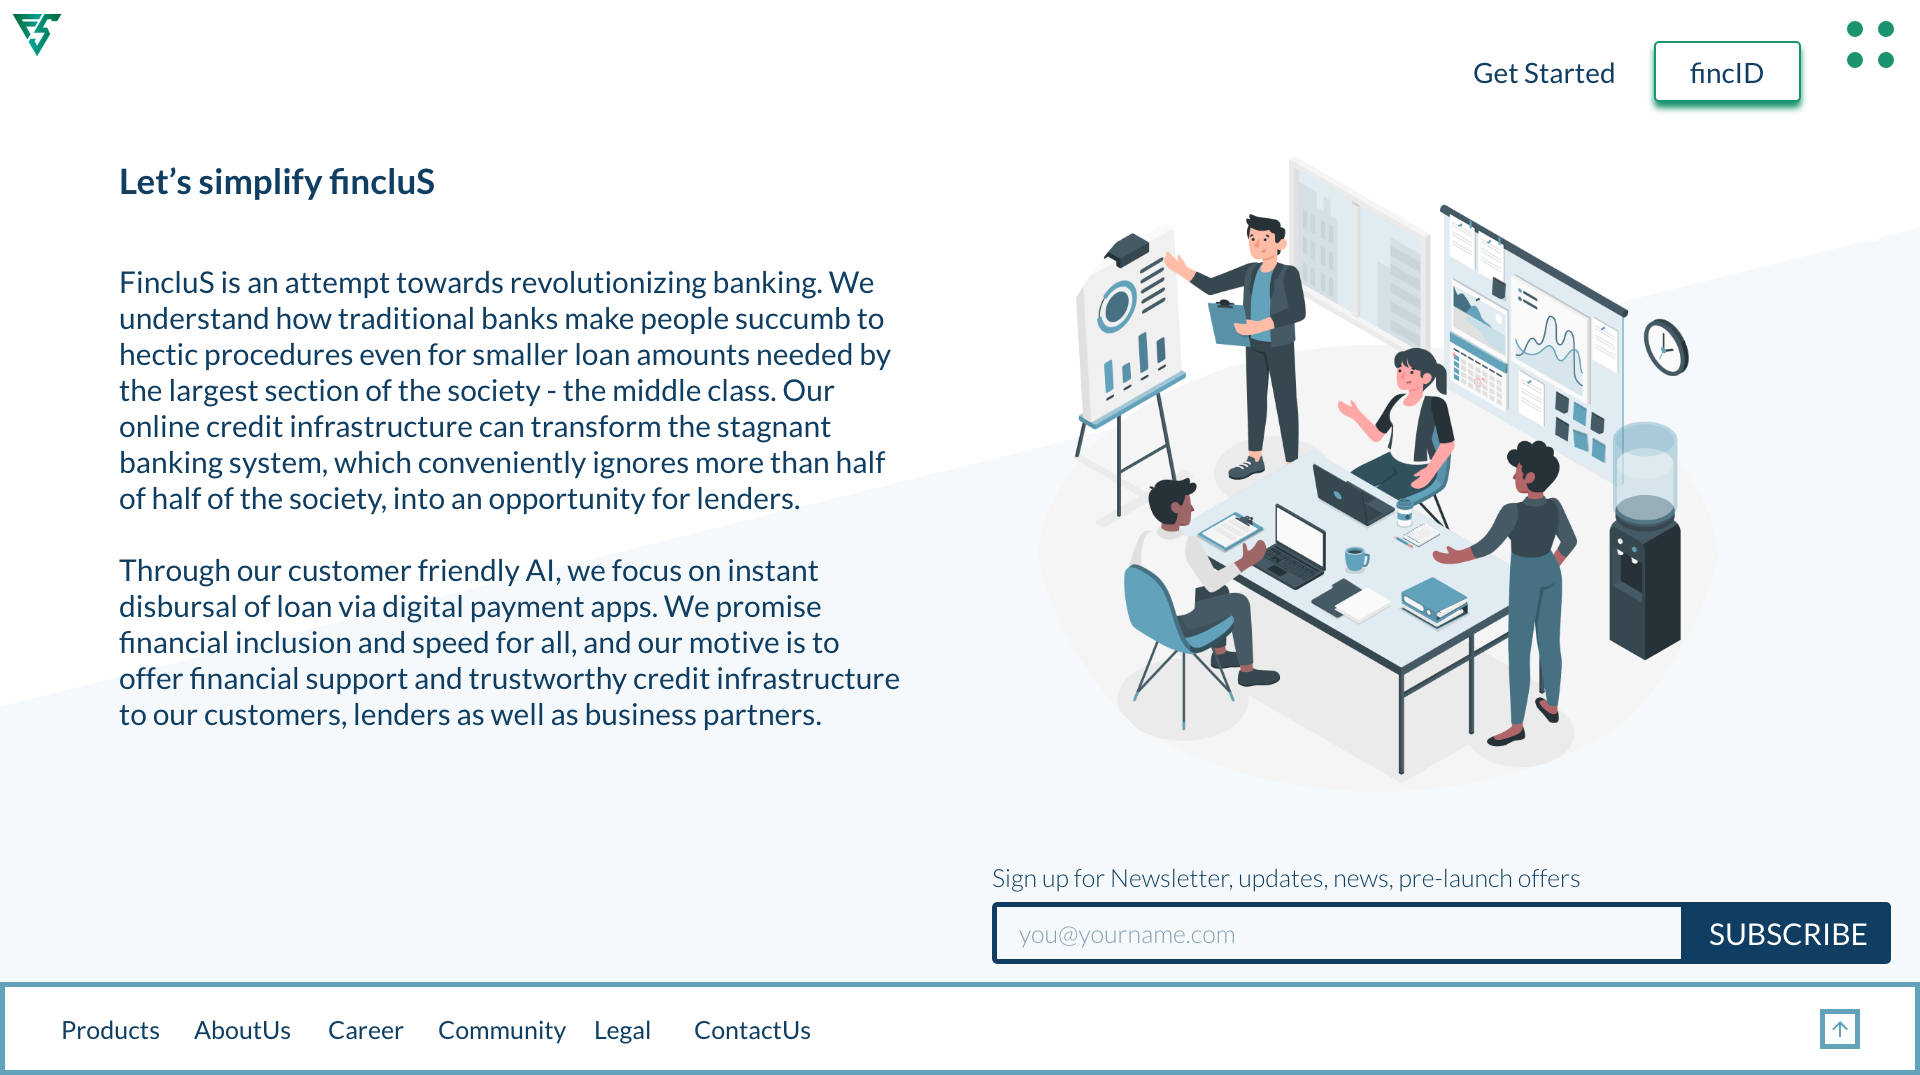 Get Started
fincID
Let’s simplify fincluS
FincluS is an attempt towards revolutionizing banking. We
understand how traditional banks make people succumb to
hectic procedures even for smaller loan amounts needed by
the largest section of the society - the middle class. Our
online credit infrastructure can transform the stagnant
banking system, which conveniently ignores more than half
of half of the society, into an opportunity for lenders.
Through our customer friendly AI, we focus on instant
disbursal of loan via digital payment apps. We promise
financial inclusion and speed for all, and our motive is to
offer financial support and trustworthy credit infrastructure
to our customers, lenders as well as business partners.
Sign up for Newsletter, updates, news, pre-launch offers
you@yourname.com
SUBSCRIBE
Products AboutUs Career Community Legal ContactUs